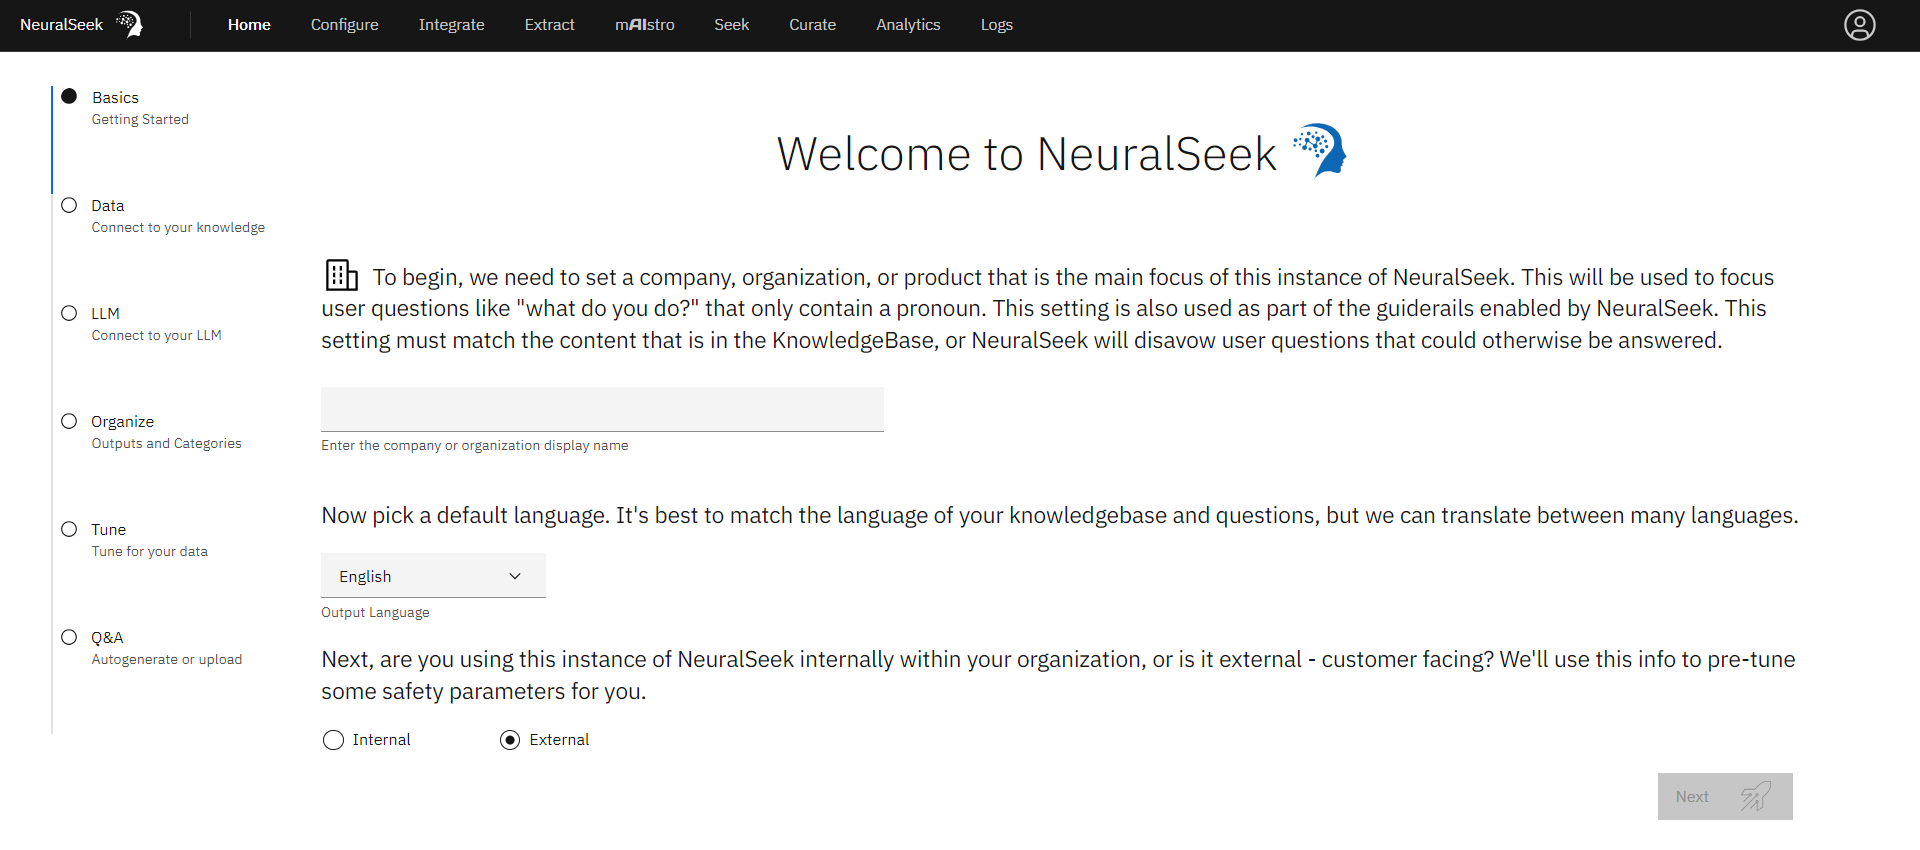 NeuralSeek Home Configure Integrate Extract mAIstro Seek Curate Analytics Logs
Basics
Getting Started
Data
Connect to your knowledge
LLM
Connect to your LLM
Organize
Outputs and Categories
Tune
Tune for your data
Q&A
Autogenerate or upload
Welcome to NeuralSeek
To begin, we need to set a company, organization, or product that is the main focus of this instance of NeuralSeek. This will be used to focus
user questions like "what do you do?" that only contain a pronoun. This setting is also used as part of the guiderails enabled by NeuralSeek. This
setting must match the content that is in the KnowledgeBase, or NeuralSeek will disavow user questions that could otherwise be answered.
Enter the company or organization display name
Now pick a default language. It's best to match the language of your knowledgebase and questions, but we can translate between many languages.
English
Output Language
Next, are you using this instance of NeuralSeek internally within your organization, or is it external - customer facing? We'll use this info to pre-tune
some safety parameters for you.
Internal External
Next